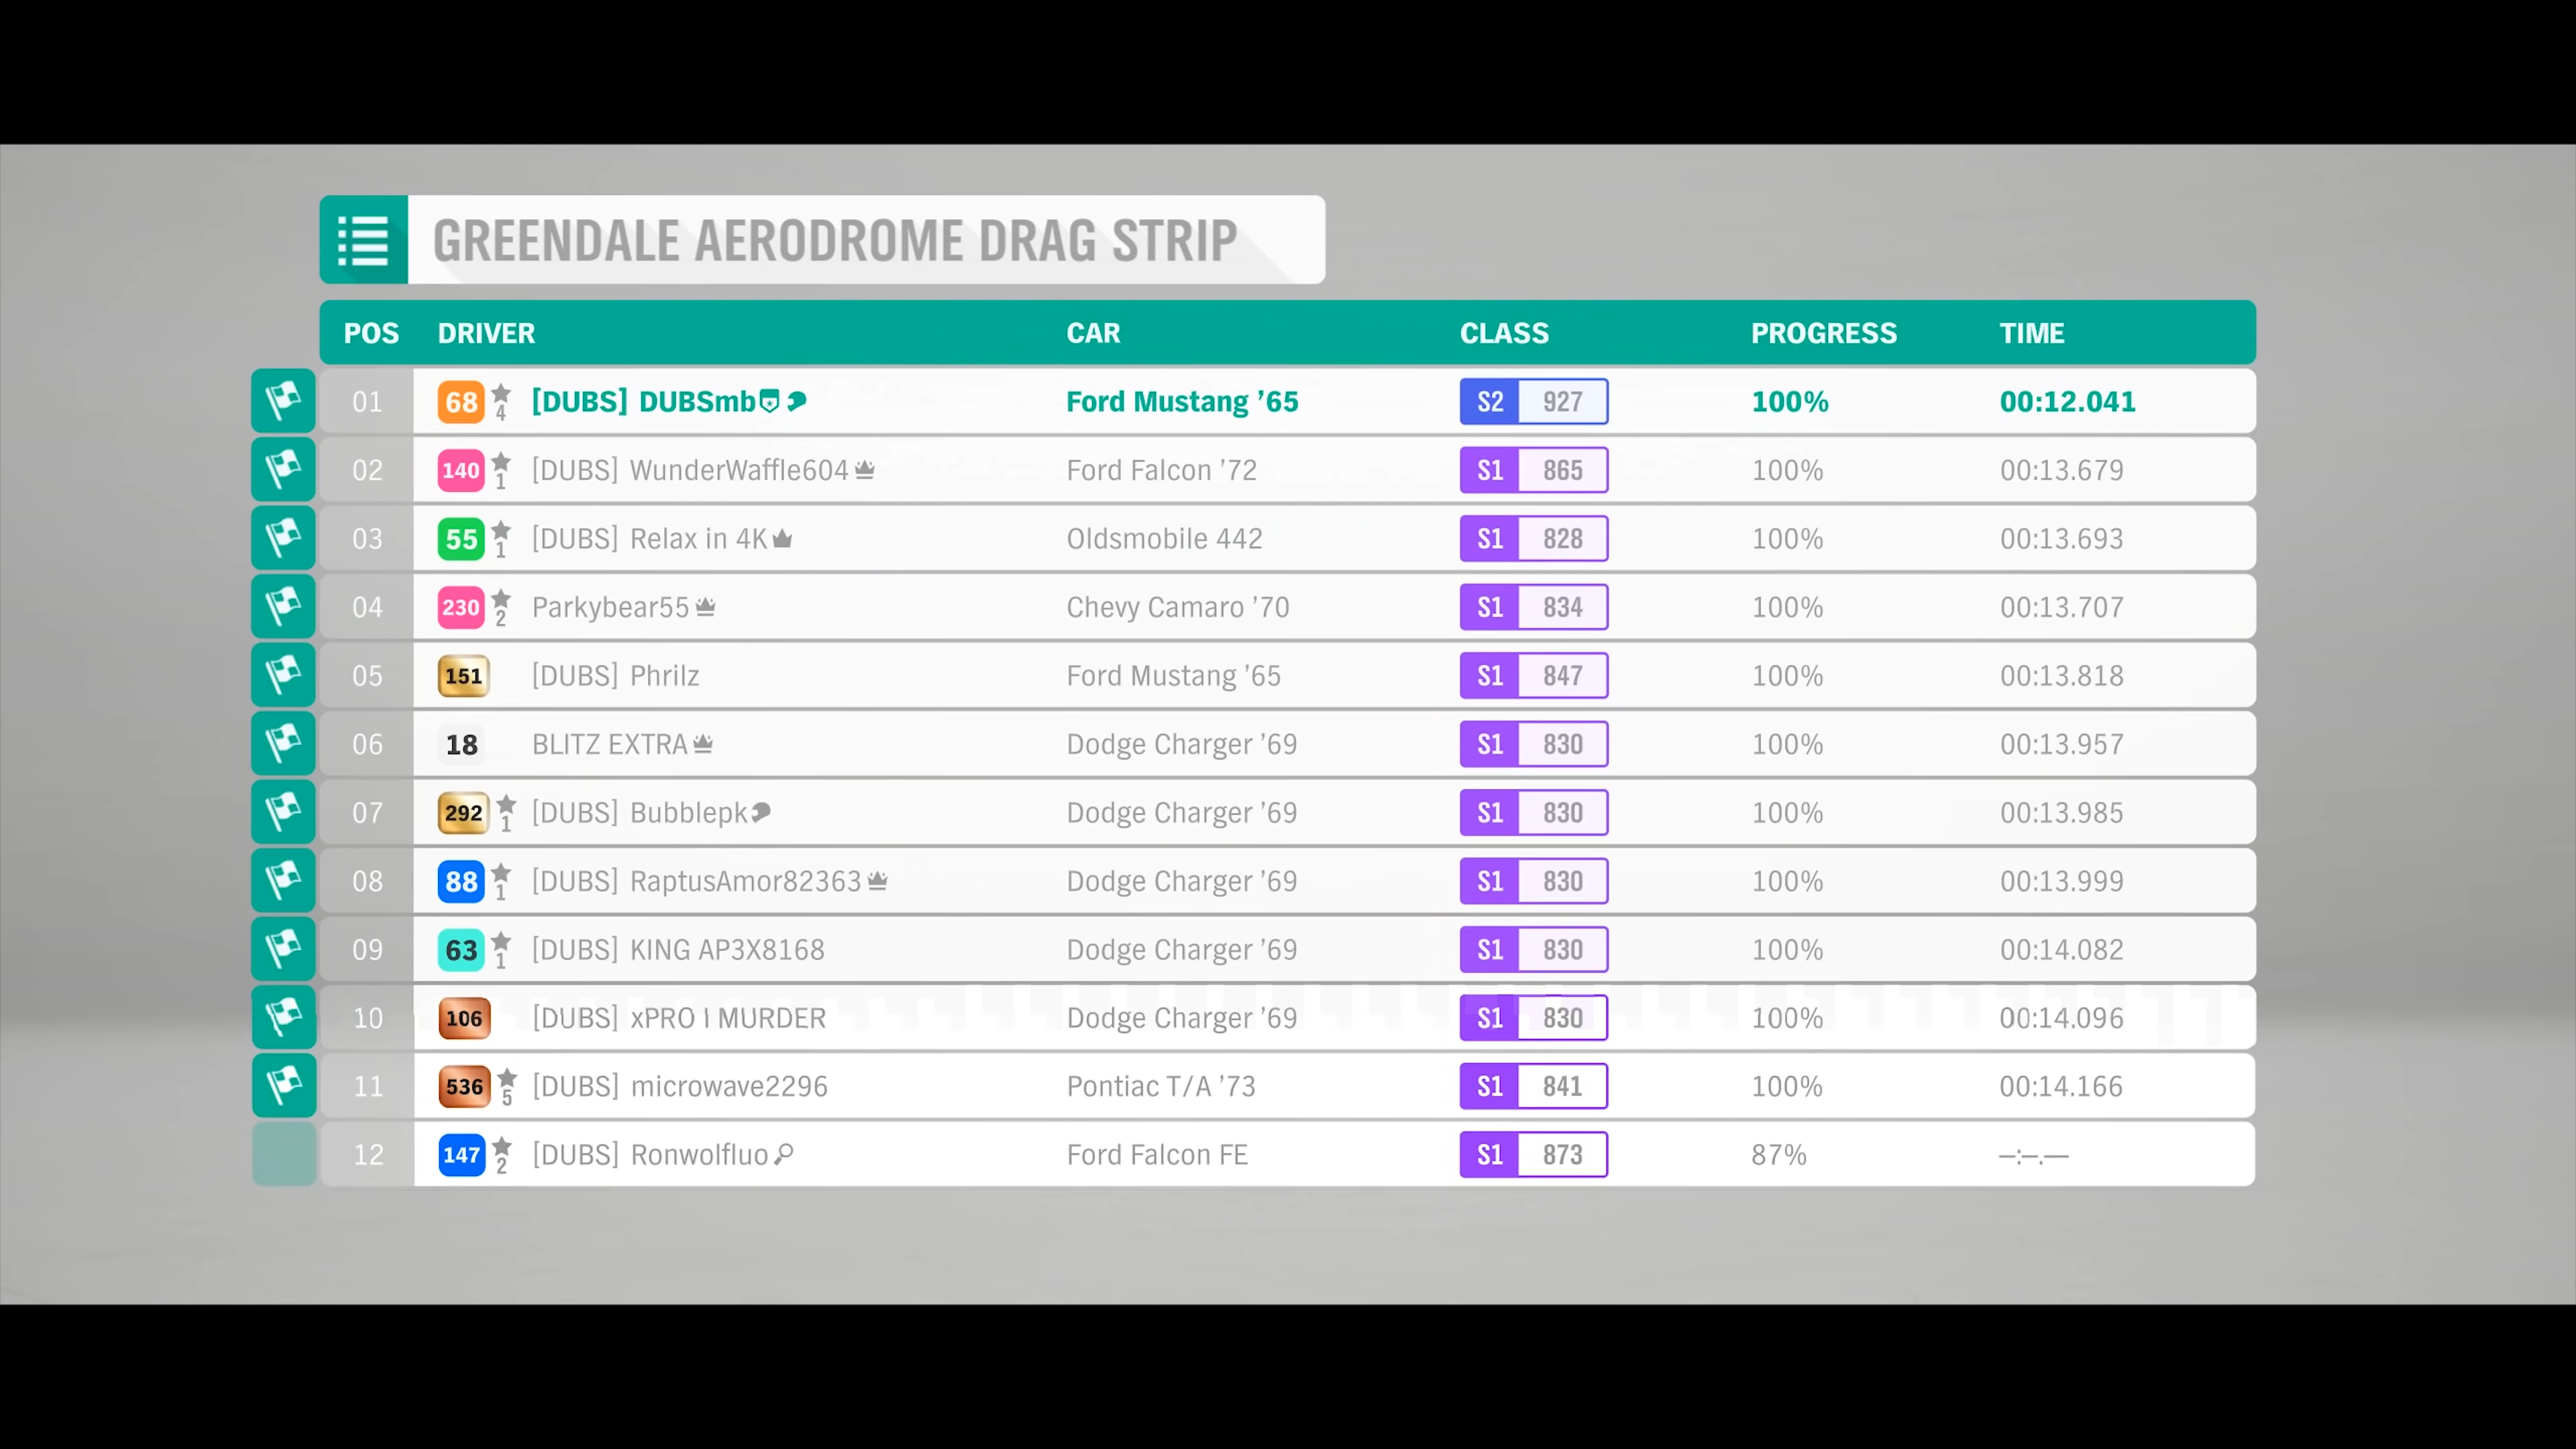 GREENDALE AERODROME DRAG STRIP
POS DRIVER CAR CLASS PROGRESS TIME
01 68 4 [DUBS] DUBSmb Ford Mustang ’65 S2 927 100% 00:12.041
02 140 1 [DUBS] WunderWaffle604 Ford Falcon ’72 S1 865 100% 00:13.679
03 55 1 [DUBS] Relax in 4K Oldsmobile 442 S1 828 100% 00:13.693
04 230 2 Parkybear55 Chevy Camaro ’70 S1 834 100% 00:13.707
05 151 [DUBS] Phrilz Ford Mustang ’65 S1 847 100% 00:13.818
06 18 BLITZ EXTRA Dodge Charger ’69 S1 830 100% 00:13.957
07 292 1 [DUBS] Bubblepk Dodge Charger ’69 S1 830 100% 00:13.985
08 88 1 [DUBS] RaptusAmor82363 Dodge Charger ’69 S1 830 100% 00:13.999
09 63 1 [DUBS] KING AP3X8168 Dodge Charger ’69 S1 830 100% 00:14.082
10 106 [DUBS] xPRO l MURDER Dodge Charger ’69 S1 830 100% 00:14.096
11 536 5 [DUBS] microwave2296 Pontiac T/A ’73 S1 841 100% 00:14.166
12 147 2 [DUBS] Ronwolfluo Ford Falcon FE S1 873 87% –:–.––